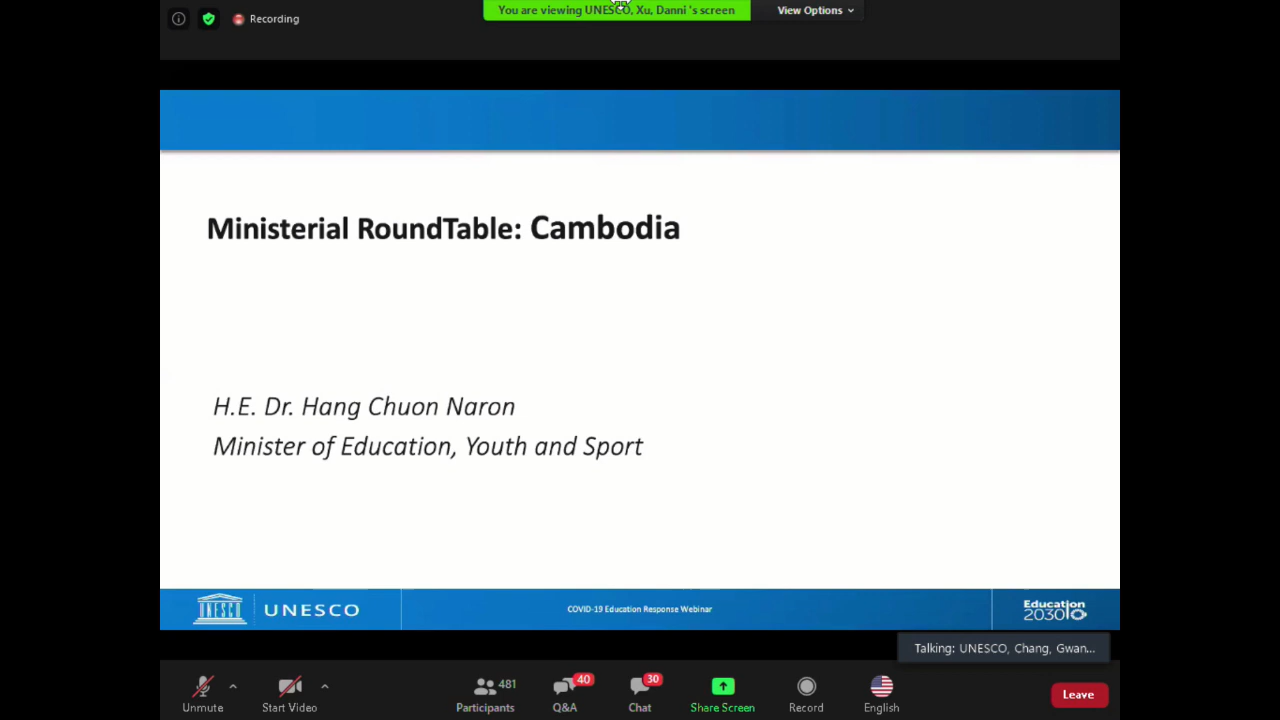 Recording
You are viewing UNESCO, Xu, Danni 's screen
View Options
Ministerial RoundTable: Cambodia
H.E. Dr. Hang Chuon Naron
Minister of Education, Youth and Sport
UNESCO
UNESCO
COVID-19 Education Response Webinar
Education
2030
Talking: UNESCO, Chang, Gwan...
481
40
30
Unmute
Start Video
Participants
Q&A
Chat
Share Screen
Record
English
Leave